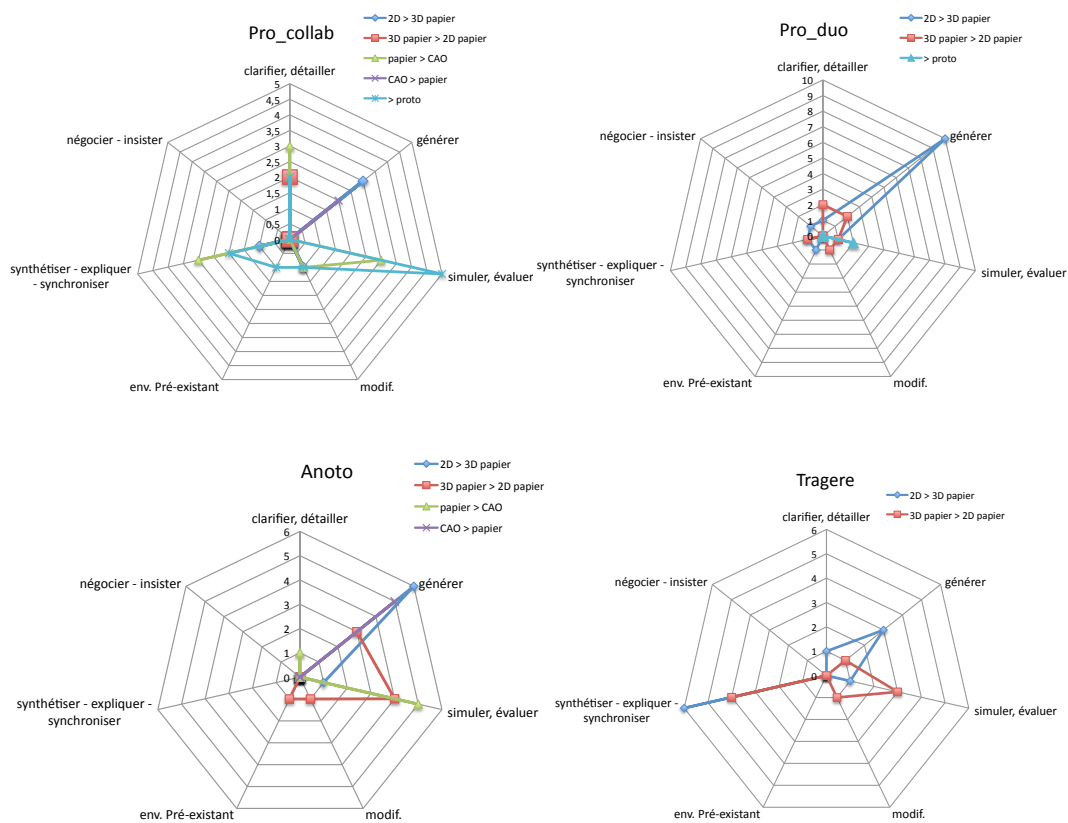 Pro_collab
2D > 3D papier
3D papier > 2D papier
papier > CAO
CAO > papier
> proto
clarifier, détailler
générer
simuler, évaluer
modif.
env. Pré-existant
synthétiser - expliquer
- synchroniser
négocier - insister
5
4,5
4
3,5
3
2,5
2
1,5
1
0,5
0
Pro_duo
2D > 3D papier
3D papier > 2D papier
> proto
clarifier, détailler
générer
simuler, évaluer
modif.
env. Pré-existant
synthétiser - expliquer -
synchroniser
négocier - insister
10
9
8
7
6
5
4
3
2
1
0
Anoto
2D > 3D papier
3D papier > 2D papier
papier > CAO
CAO > papier
clarifier, détailler
générer
simuler, évaluer
modif.
env. Pré-existant
synthétiser - expliquer -
synchroniser
négocier - insister
6
5
4
3
2
1
0
Tragere
2D > 3D papier
3D papier > 2D papier
clarifier, détailler
générer
simuler, évaluer
modif.
env. Pré-existant
synthétiser - expliquer -
synchroniser
négocier - insister
6
5
4
3
2
1
0